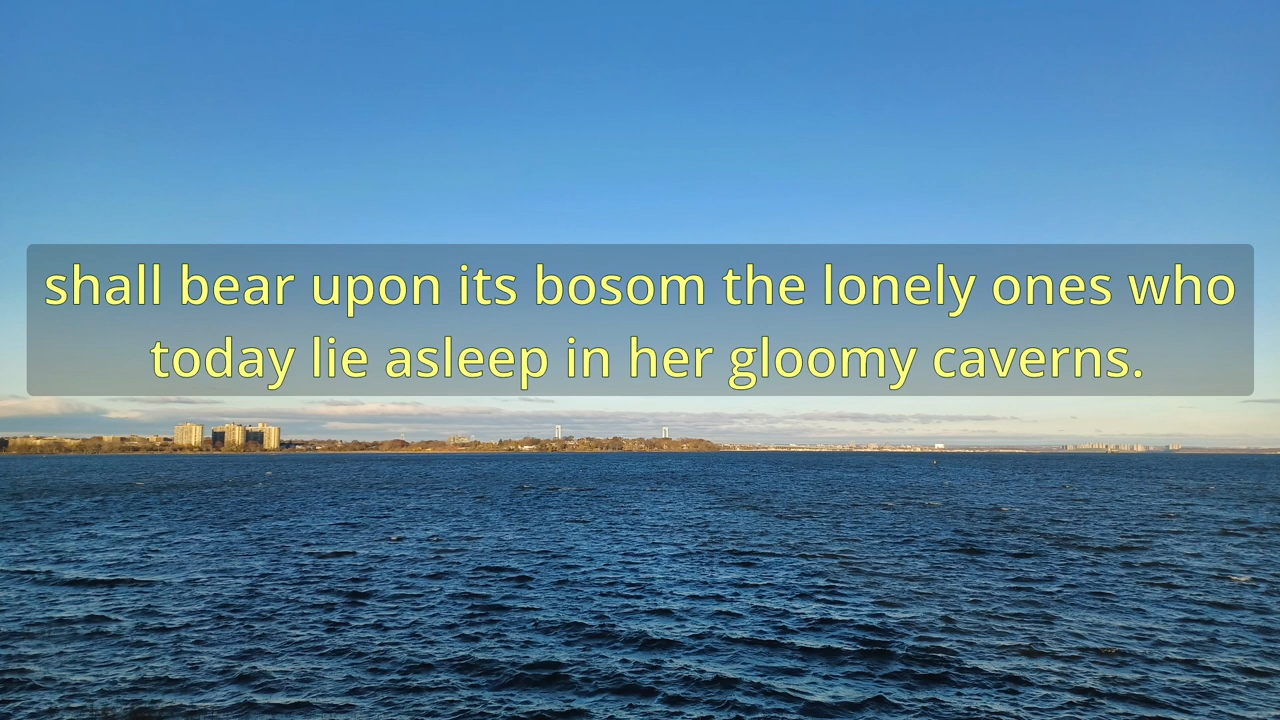 shall bear upon its bosom the lonely ones who
today lie asleep in her gloomy caverns.